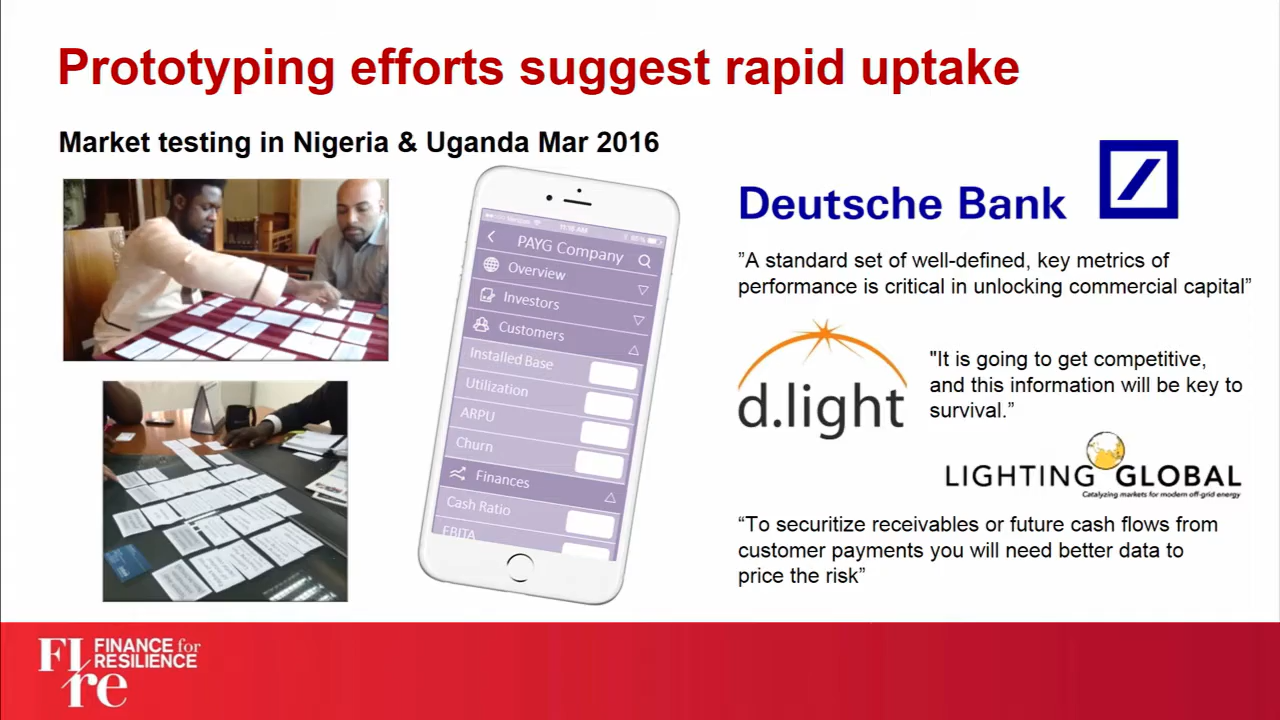 Prototyping efforts suggest rapid uptake
Market testing in Nigeria & Uganda Mar 2016
11:16 AM
PAYG Company
Overview
Investors
Customers
Installed Base
Utilization
ARPU
Churn
Finances
Cash Ratio
EBITA
Deutsche Bank
”A standard set of well-defined, key metrics of
performance is critical in unlocking commercial capital”
d.light
"It is going to get competitive,
and this information will be key to
survival.”
LIGHTING GLOBAL
Catalyzing markets for modern off-grid energy
“To securitize receivables or future cash flows from
customer payments you will need better data to
price the risk”
FIre
FINANCE for
RESILIENCE